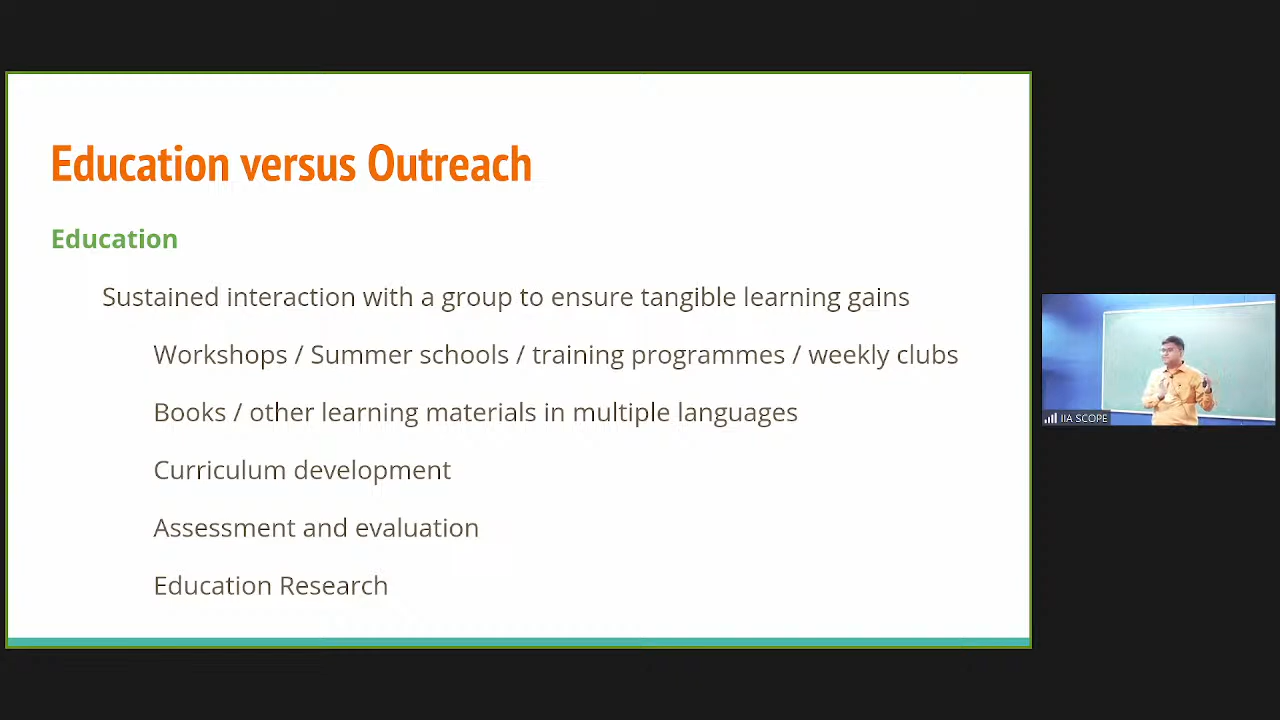 Education versus Outreach
Education
Sustained interaction with a group to ensure tangible learning gains
Workshops / Summer schools / training programmes / weekly clubs
Books / other learning materials in multiple languages
Curriculum development
Assessment and evaluation
Education Research
IIA SCOPE